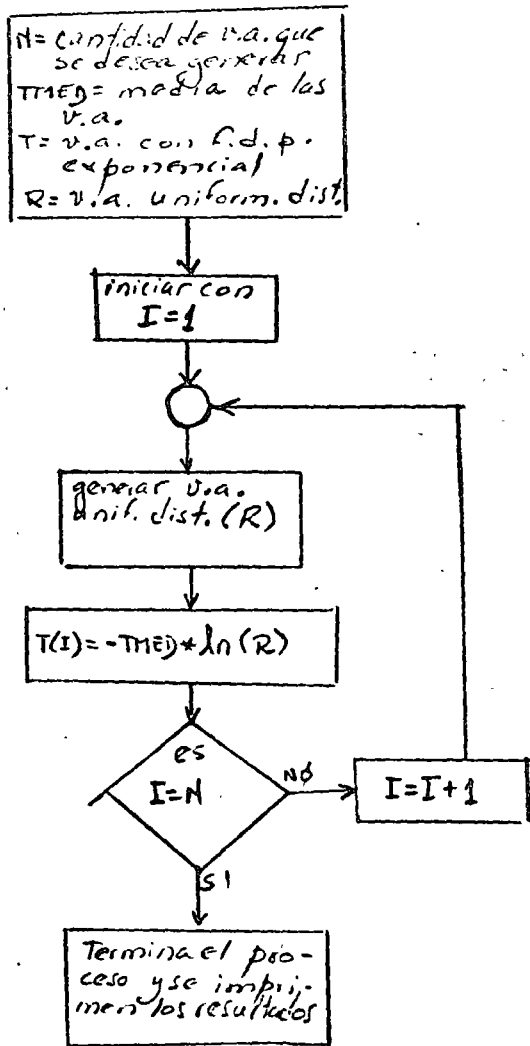 N= cantidad de v.a. que
se desea generar
TMED= media de las
v.a.
T= v.a. con f.d.p.
exponencial
R= v.a. uniform. dist.
iniciar con
I=1
generar v.a.
unif. dist. (R)
T(I)=-TMED*ln(R)
es
I=N
NO
I=I+1
SI
Termina el pro-
ceso y se impri-
men los resultados